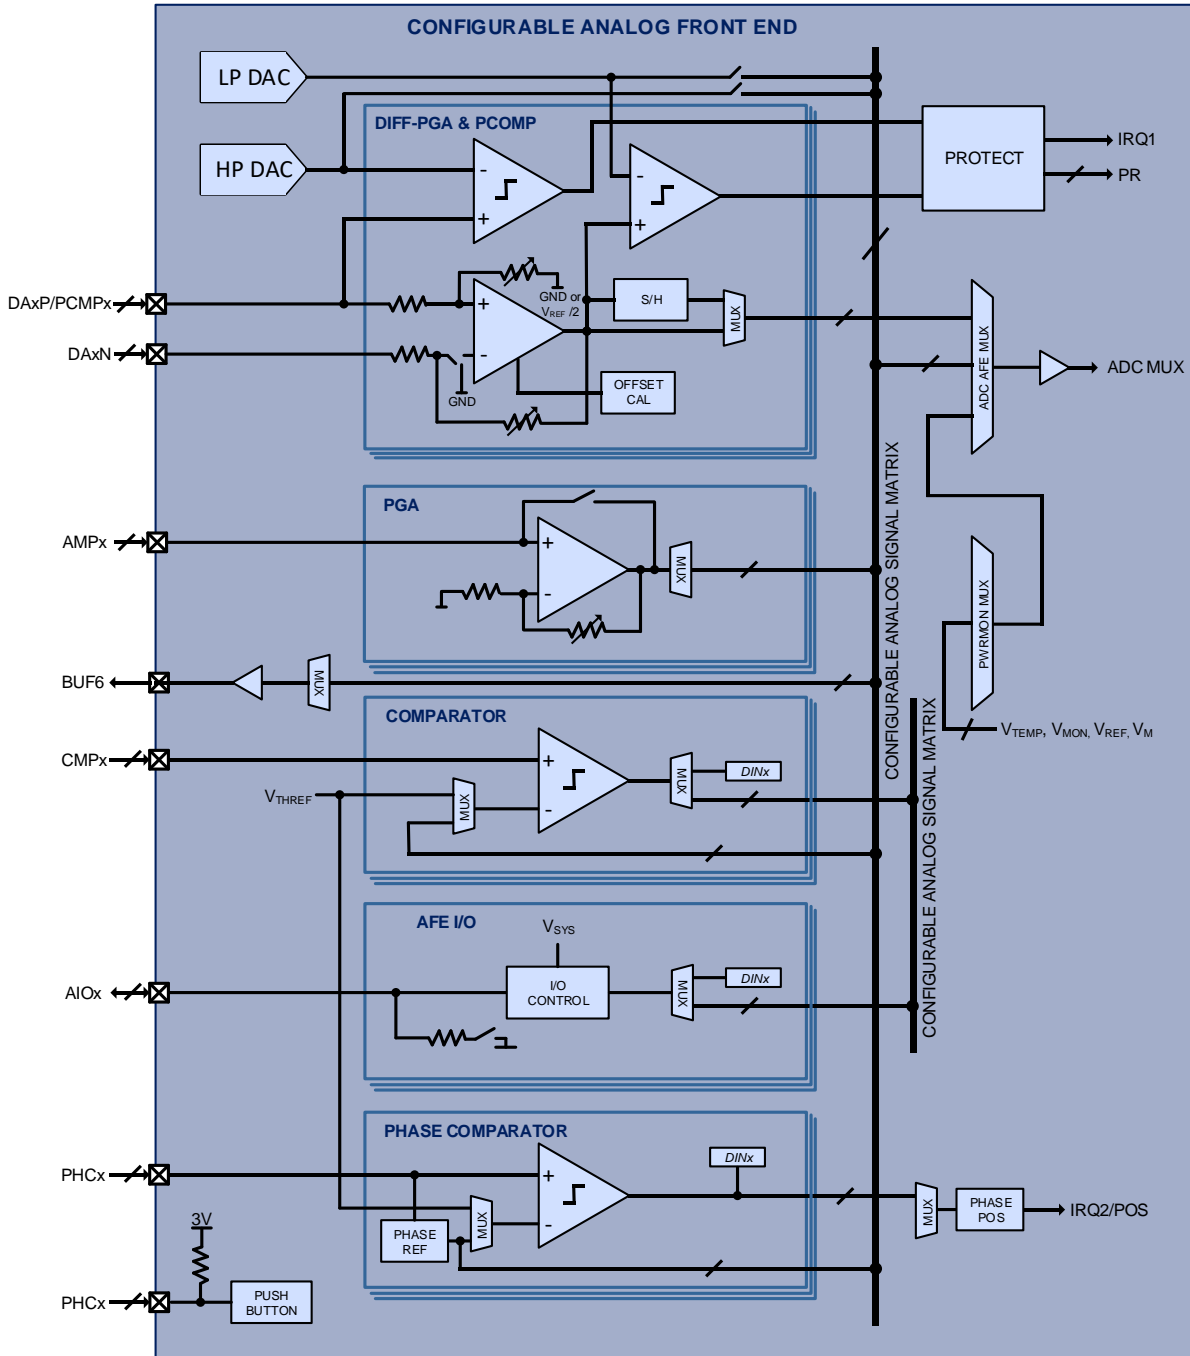 CONFIGURABLE ANALOG FRONT END
LP DAC
HP DAC
DIFF-PGA & PCOMP
-
+
-
+
PROTECT
IRQ1
PR
DAxP/PCMPx
DAxN
+
-
GND or
VREF /2
GND
S/H
MUX
OFFSET
CAL
ADC AFE MUX
ADC MUX
CONFIGURABLE ANALOG SIGNAL MATRIX
PGA
AMPx
+
-
MUX
PWRMON MUX
VTEMP, VMON, VREF, VM
BUF6
MUX
COMPARATOR
CMPx
VTHREF
MUX
+
-
MUX
DINx
CONFIGURABLE ANALOG SIGNAL MATRIX
AFE I/O
VSYS
AIOx
I/O
CONTROL
MUX
DINx
PHASE COMPARATOR
PHCx
PHASE
REF
MUX
+
-
DINx
MUX
PHASE
POS
IRQ2/POS
3V
PHCx
PUSH
BUTTON